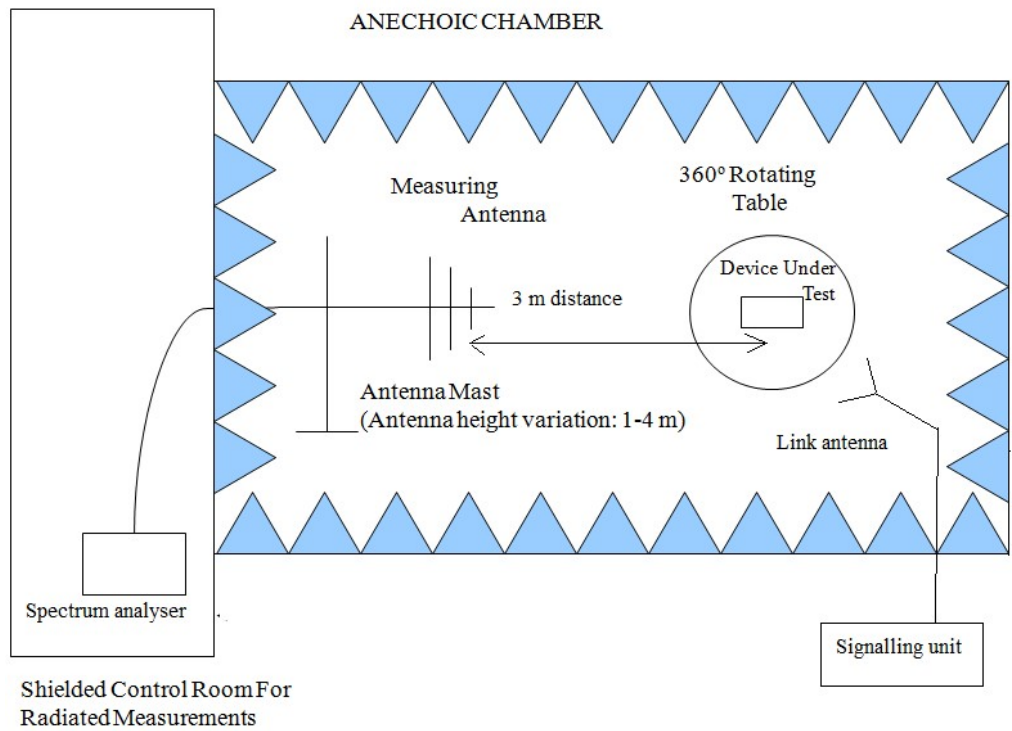 ANECHOIC CHAMBER
360º Rotating
Table
Measuring
Antenna
Device Under
Test
3 m distance
Antenna Mast
(Antenna height variation: 1-4 m)
Link antenna
Spectrum analyser
Signalling unit
Shielded Control Room For
Radiated Measurements